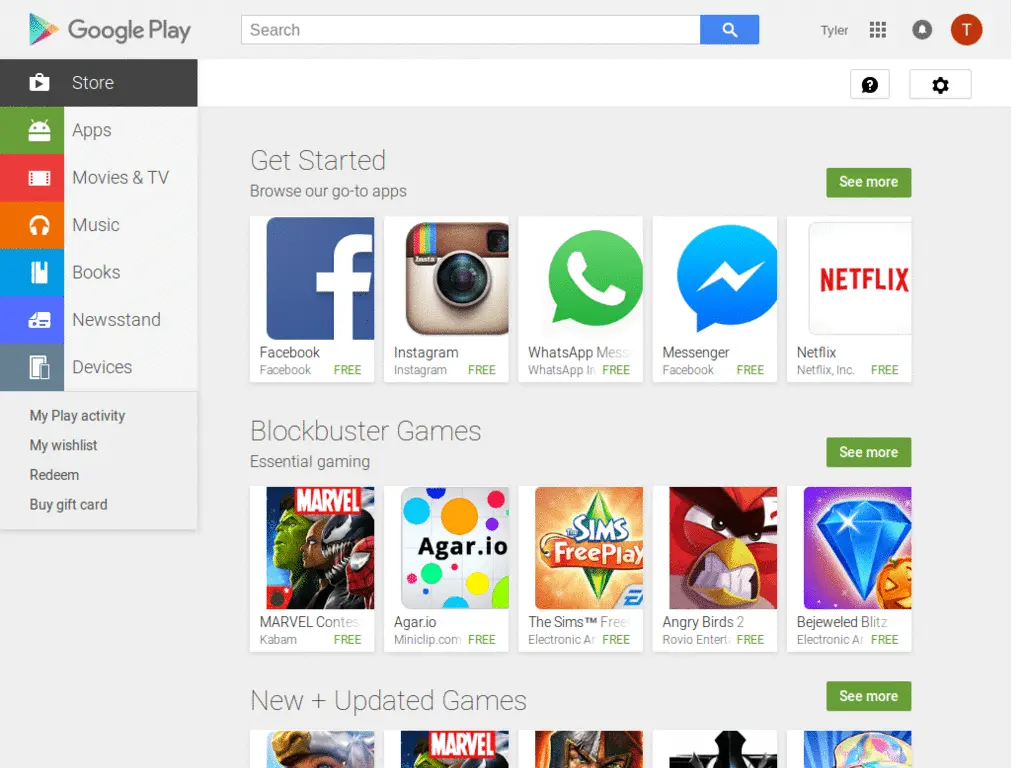 Google Play
Search
Tyler
T
Store
Apps
Movies & TV
Music
Books
Newsstand
Devices
My Play activity
My wishlist
Redeem
Buy gift card
Get Started
Browse our go-to apps
See more
Insta
NETFLIX
Facebook
Facebook FREE
Instagram
Instagram FREE
WhatsApp Mess
WhatsApp In FREE
Messenger
Facebook FREE
Netflix
Netflix, Inc. FREE
Blockbuster Games
Essential gaming
See more
MARVEL
Agar.io
THE SIMS
FreePlay
MARVEL Contes
Kabam FREE
Agar.io
Miniclip.com FREE
The Sims™ Free
Electronic Ar FREE
Angry Birds 2
Rovio Entert FREE
Bejeweled Blitz
Electronic Ar FREE
New + Updated Games
See more
MARVEL